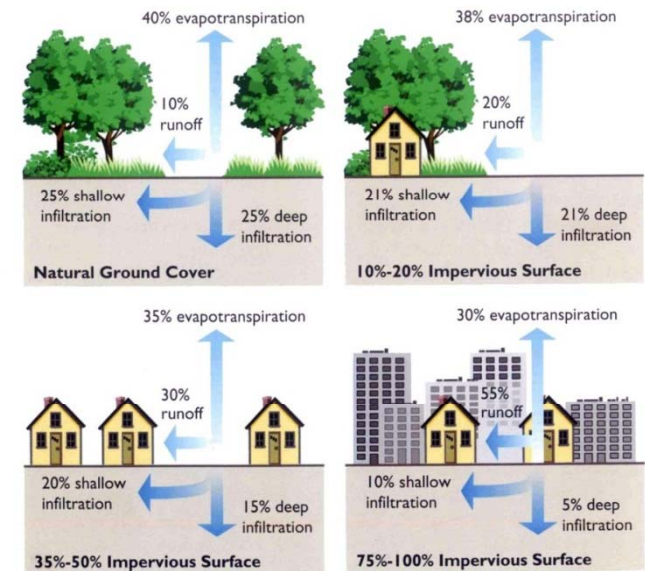 40% evapotranspiration
10%
runoff
25% shallow
infiltration
25% deep
infiltration
Natural Ground Cover
38% evapotranspiration
20%
runoff
21% shallow
infiltration
21% deep
infiltration
10%-20% Impervious Surface
35% evapotranspiration
30%
runoff
20% shallow
infiltration
15% deep
infiltration
35%-50% Impervious Surface
30% evapotranspiration
55%
runoff
10% shallow
infiltration
5% deep
infiltration
75%-100% Impervious Surface